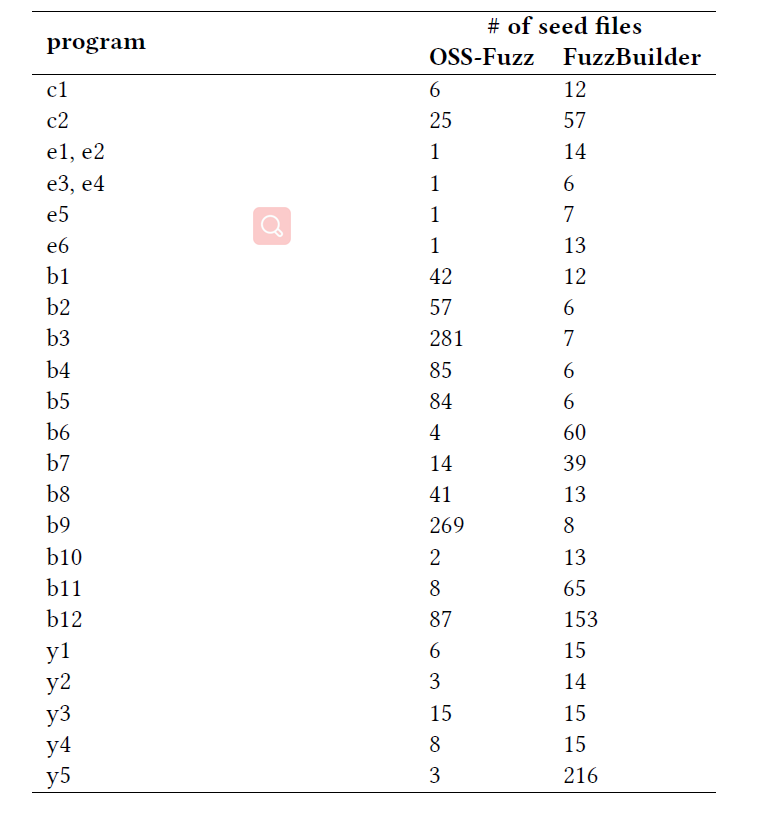 # of seed files
program OSS-Fuzz FuzzBuilder
c1 6 12
c2 25 57
e1, e2 1 14
e3, e4 1 6
e5 1 7
e6 1 13
b1 42 12
b2 57 6
b3 281 7
b4 85 6
b5 84 6
b6 4 60
b7 14 39
b8 41 13
b9 269 8
b10 2 13
b11 8 65
b12 87 153
y1 6 15
y2 3 14
y3 15 15
y4 8 15
y5 3 216